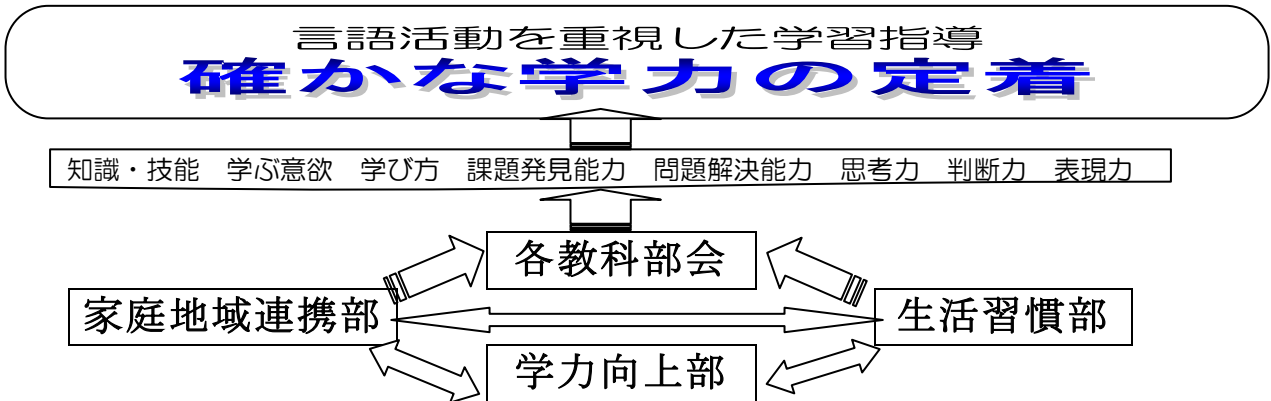 言語活動を重視した学習指導
確かな学力の定着
知識・技能　学ぶ意欲　学び方　課題発見能力　問題解決能力　思考力　判断力　表現力
各教科部会
家庭地域連携部
生活習慣部
学力向上部